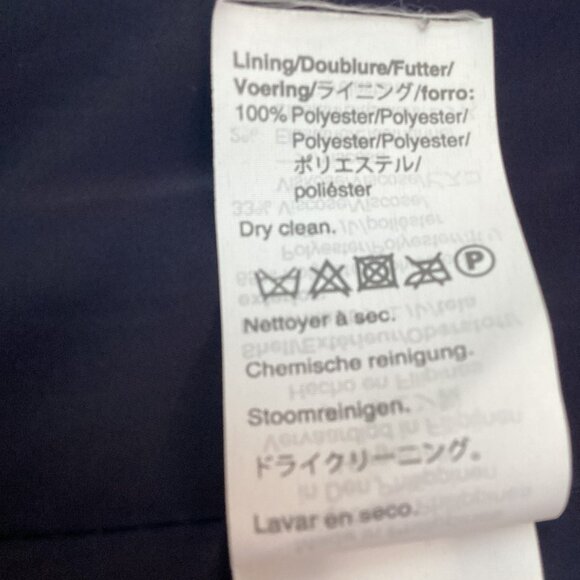 Lining/Doublure/Futter/
Voering/ライニング/forro:
100% Polyester/Polyester/
Polyester/Polyester/
ポリエステル/
poliéster
Dry clean.
P
Nettoyer à sec.
Chemische reinigung.
Stoomreinigen.
ドライクリーニング。
Lavar en seco.